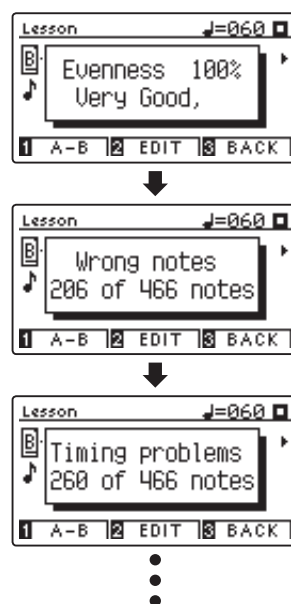 Lesson ♩=060
B
Evenness 100%
Very Good,
1 A-B 2 EDIT 3 BACK
Lesson ♩=060
B
Wrong notes
206 of 466 notes
1 A-B 2 EDIT 3 BACK
Lesson ♩=060
B
Timing problems
260 of 466 notes
1 A-B 2 EDIT 3 BACK